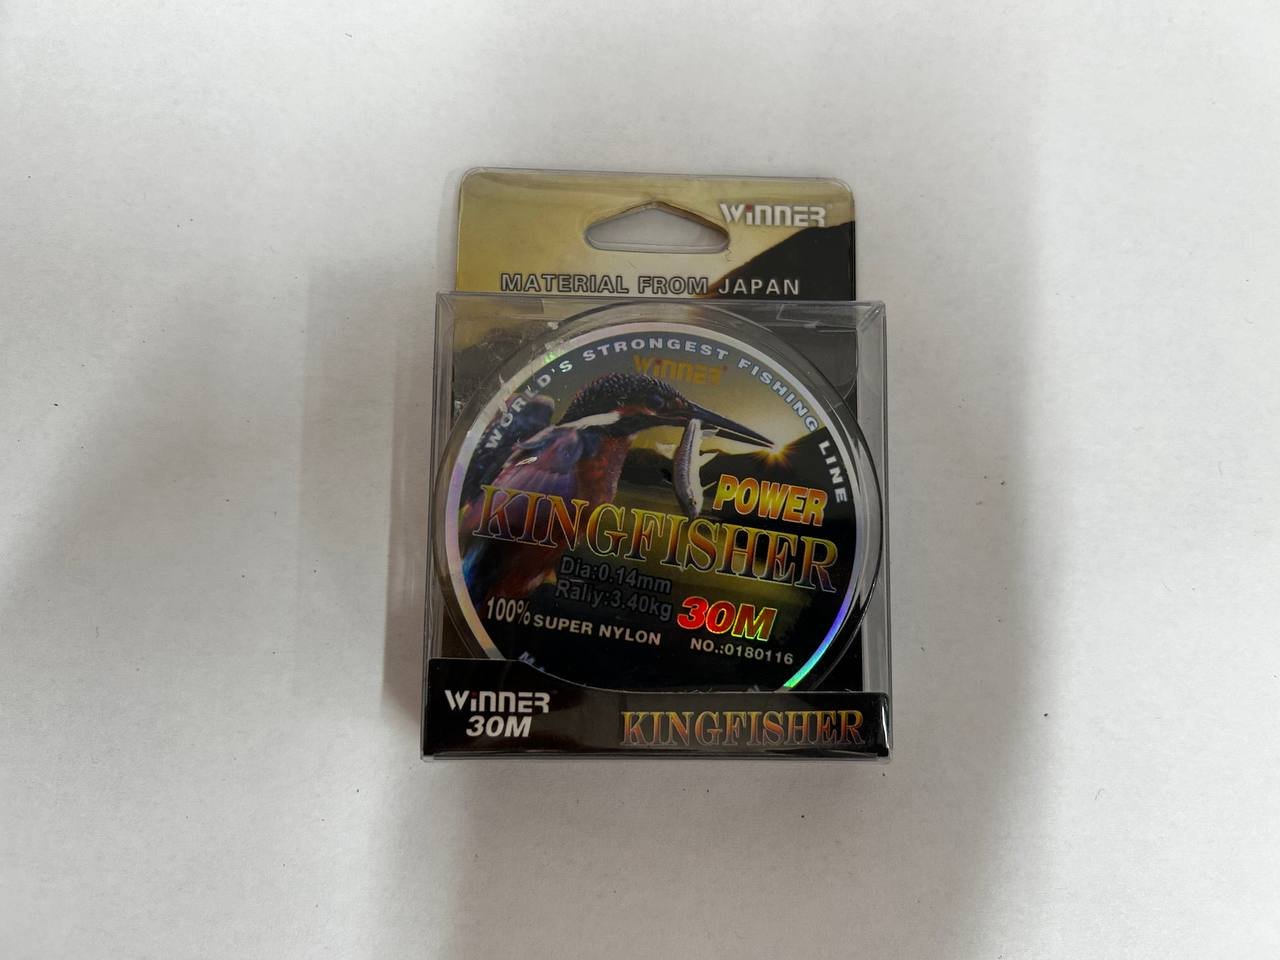 WINNER
MATERIAL FROM JAPAN
WORLD'S STRONGEST FISHING LINE
WINNER
POWER
KINGFISHER
Dia:0.14mm
Rally:3.40kg
30M
100% SUPER NYLON
NO.:0180116
WINNER
30M
KINGFISHER